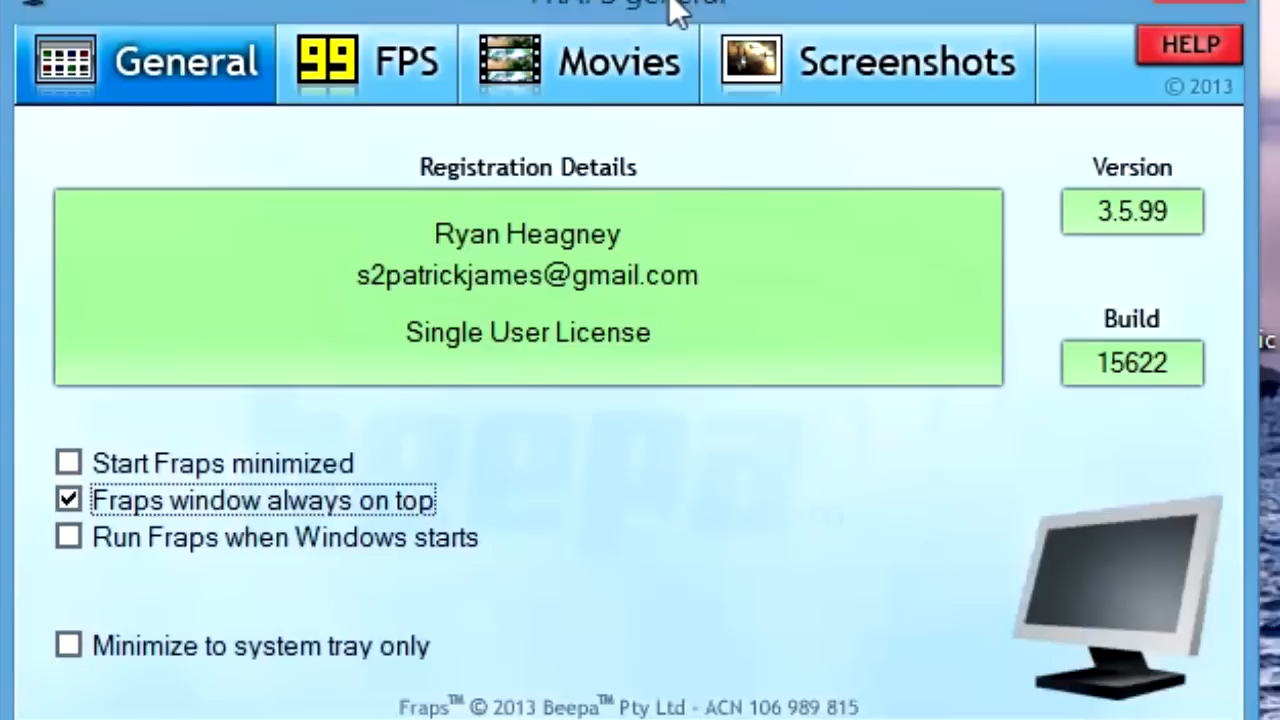 General
99 FPS
Movies
Screenshots
HELP
© 2013
Registration Details
Version
Ryan Heagney
s2patrickjames@gmail.com
Single User License
3.5.99
Build
15622
beepa
Start Fraps minimized
Fraps window always on top
Run Fraps when Windows starts
Minimize to system tray only
Fraps™ © 2013 Beepa™ Pty Ltd - ACN 106 989 815